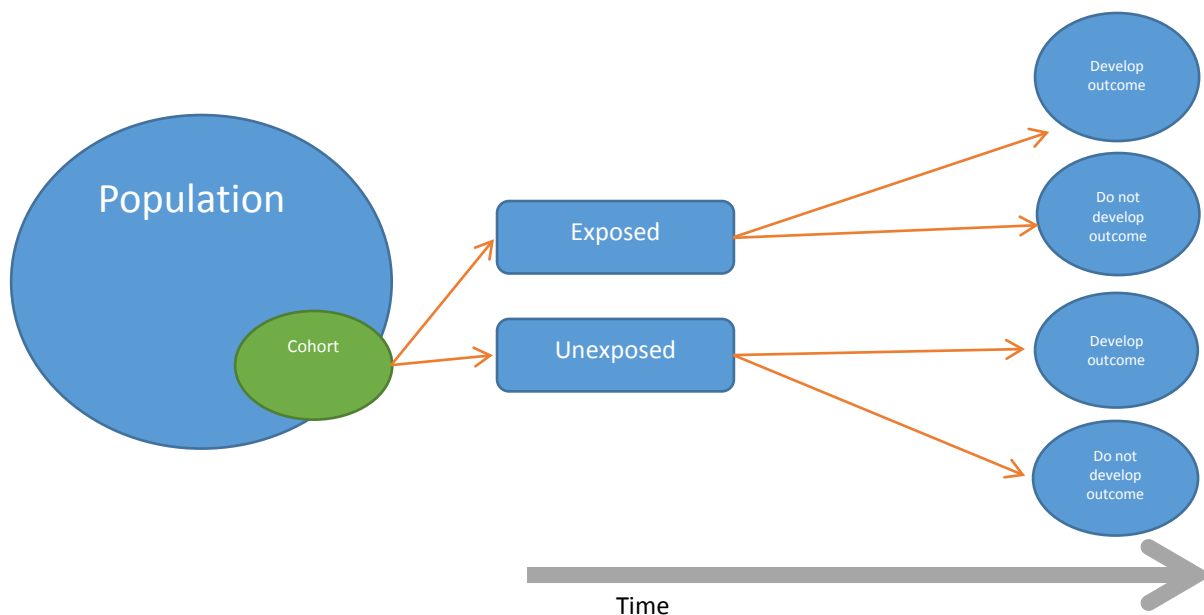 Population
Cohort
Exposed
Unexposed
Develop
outcome
Do not
develop
outcome
Develop
outcome
Do not
develop
outcome
Time